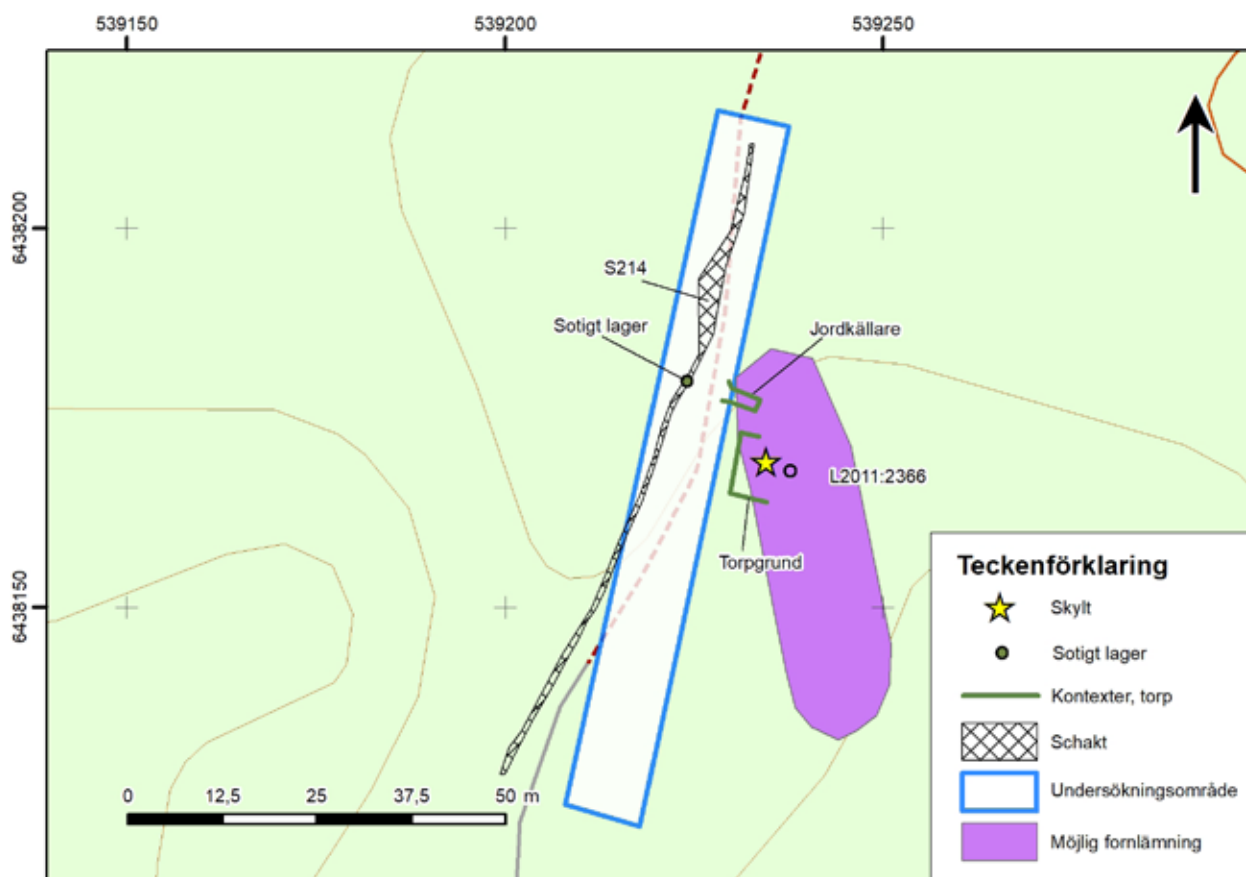 539150
539200
539250
6438200
S214
Sotigt lager
Jordkällare
L2011:2366
Torpgrund
6438150
Teckenförklaring
Skylt
Sotigt lager
Kontexter, torp
Schakt
Undersökningsområde
Möjlig fornlämning
0 12,5 25 37,5 50 m